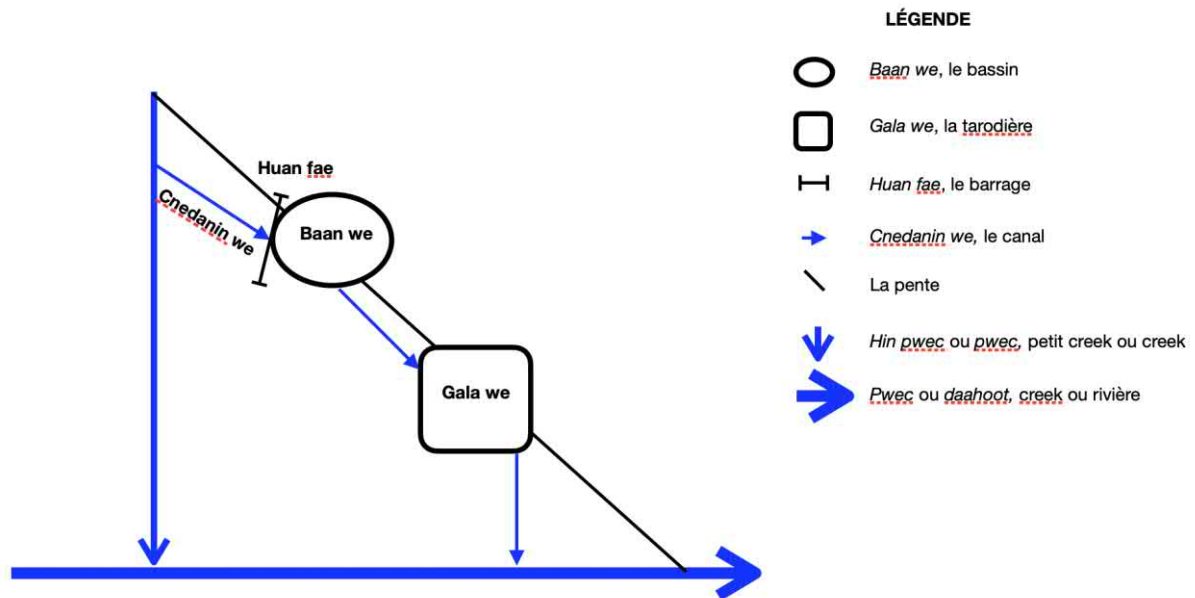 LÉGENDE
Baan we, le bassin
Gala we, la tarodière
Huan fae, le barrage
Cnedanin we, le canal
La pente
Hin pwec ou pwec, petit creek ou creek
Pwec ou daahoot, creek ou rivière
Huan fae
Cnedanin we
Baan we
Gala we